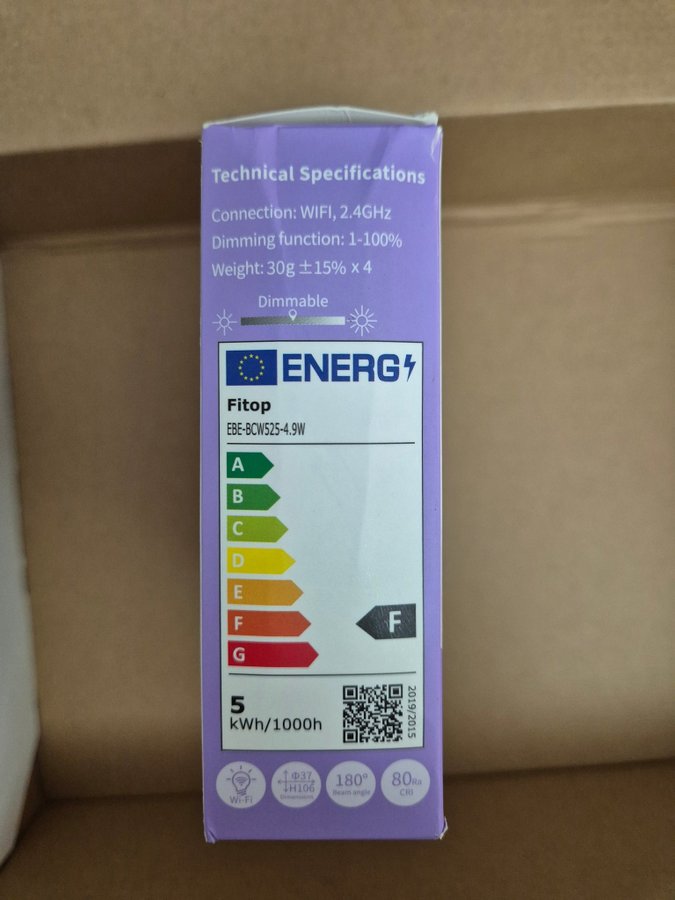 Technical Specifications
Connection: WIFI, 2.4GHz
Dimming function: 1-100%
Weight: 30g ±15% x 4
Dimmable
ENERG
Fitop
EBE-BCW525-4.9W
A
B
C
D
E
F
F
G
5
kWh/1000h
2019/2015
Wi-Fi
Φ37
H106
Dimensions
180°
Beam angle
80Ra
CRI